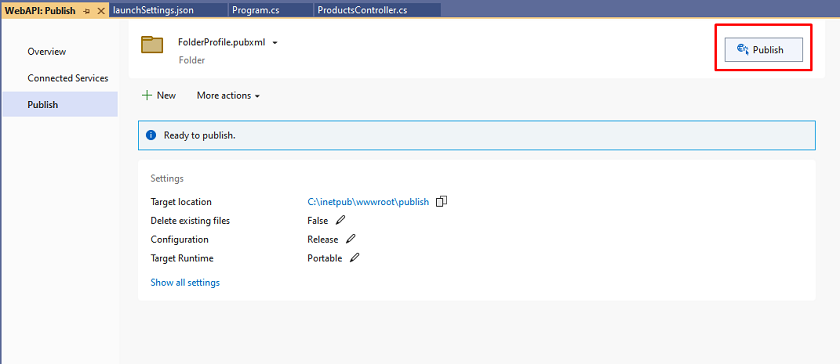 WebAPI: Publish launchSettings.json Program.cs ProductsController.cs
Overview
Connected Services
Publish
FolderProfile.pubxml
Folder
Publish
New More actions
Ready to publish.
Settings
Target location C:\inetpub\wwwroot\publish
Delete existing files False
Configuration Release
Target Runtime Portable
Show all settings